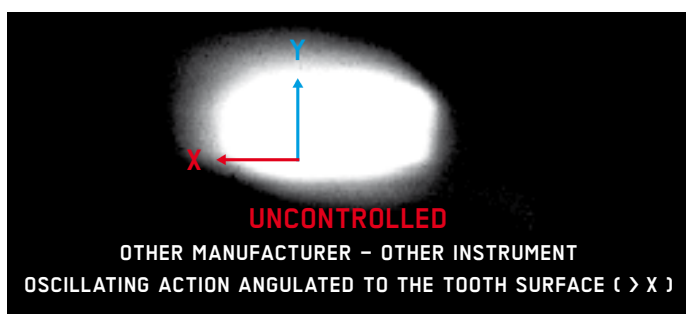 Y
X
UNCONTROLLED
OTHER MANUFACTURER – OTHER INSTRUMENT
OSCILLATING ACTION ANGULATED TO THE TOOTH SURFACE ( > X )